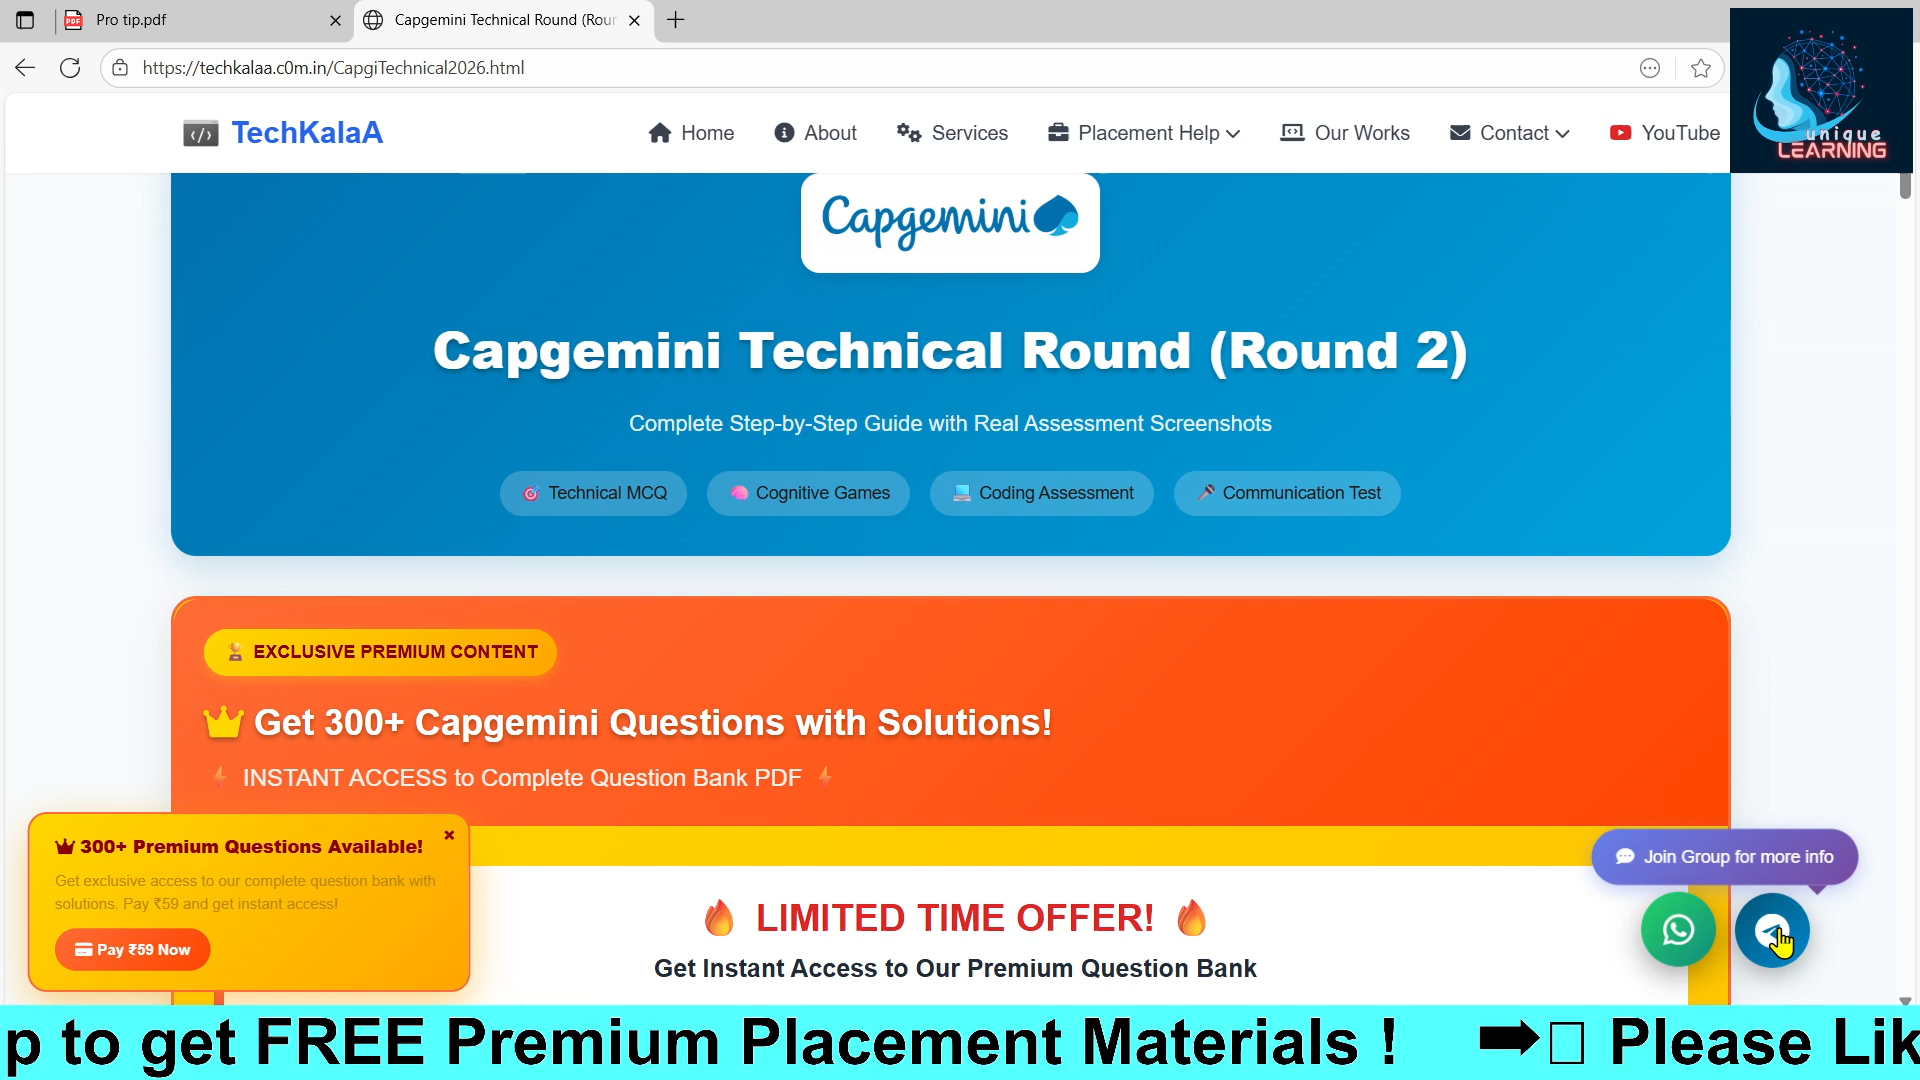 Pro tip.pdf
Capgemini Technical Round (Roun
https://techkalaa.c0m.in/CapgiTechnical2026.html
unique
LEARNING
TechKalaA
Home
About
Services
Placement Help
Our Works
Contact
YouTube
Capgemini
Capgemini Technical Round (Round 2)
Complete Step-by-Step Guide with Real Assessment Screenshots
Technical MCQ
Cognitive Games
Coding Assessment
Communication Test
EXCLUSIVE PREMIUM CONTENT
Get 300+ Capgemini Questions with Solutions!
INSTANT ACCESS to Complete Question Bank PDF
300+ Premium Questions Available!
Get exclusive access to our complete question bank with
solutions. Pay ₹59 and get instant access!
Pay ₹59 Now
LIMITED TIME OFFER!
Get Instant Access to Our Premium Question Bank
Join Group for more info
p to get FREE Premium Placement Materials ! ➡ Please Lik